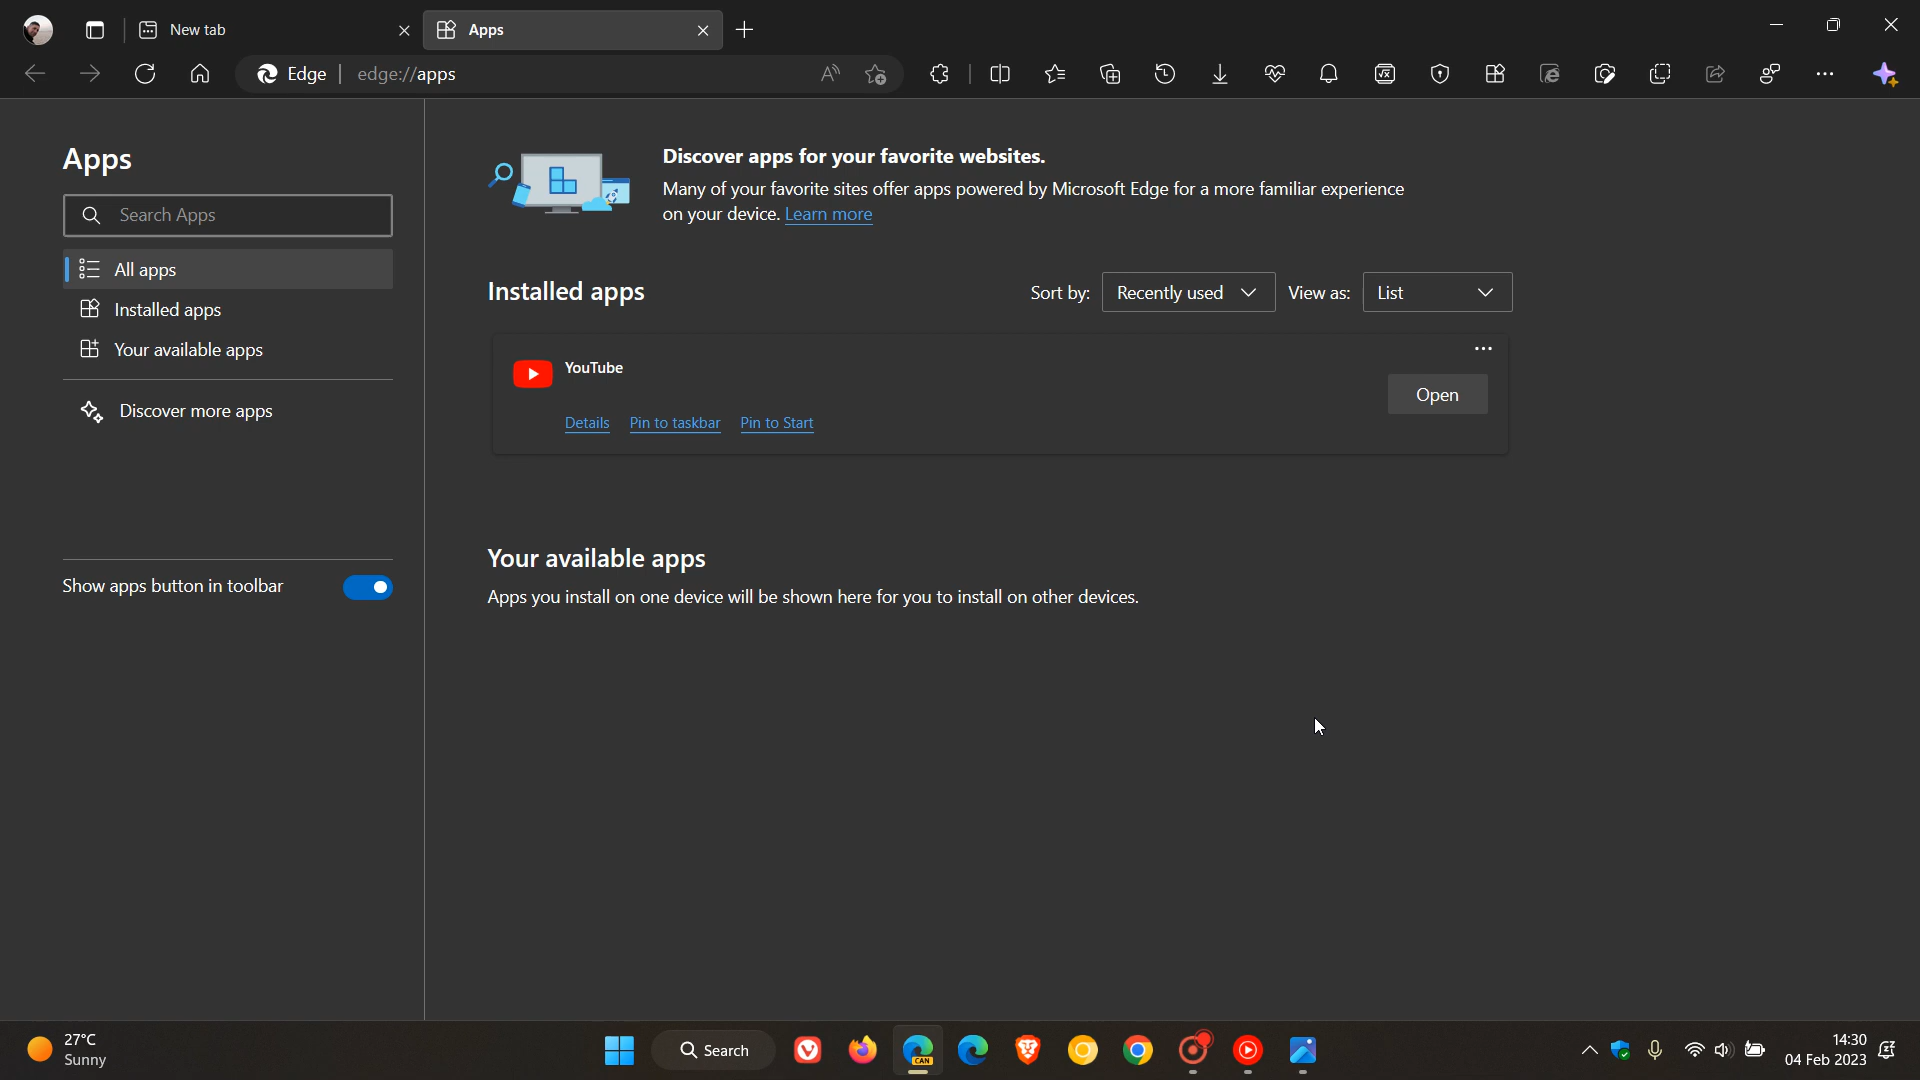 New tab
Apps
Edge
edge://apps
Apps
Search Apps
All apps
Installed apps
Your available apps
Discover more apps
Show apps button in toolbar
Discover apps for your favorite websites.
Many of your favorite sites offer apps powered by Microsoft Edge for a more familiar experience
on your device. Learn more
Installed apps
Sort by: Recently used
View as: List
YouTube
Open
Details Pin to taskbar Pin to Start
Your available apps
Apps you install on one device will be shown here for you to install on other devices.
27°C
Sunny
Search
CAN
14:30
04 Feb 2023